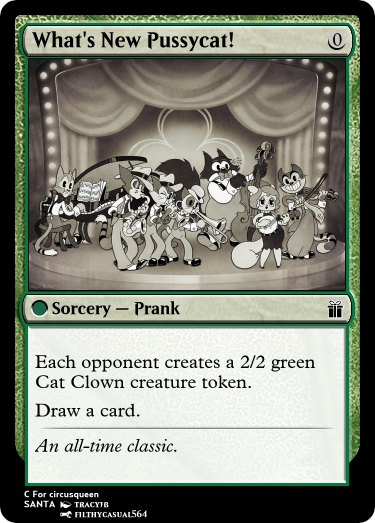 What's New Pussycat! 0
Sorcery — Prank
Each opponent creates a 2/2 green
Cat Clown creature token.
Draw a card.
An all-time classic.
C For circusqueen
SANTA TRACYJB
FILTHYCASUAL564